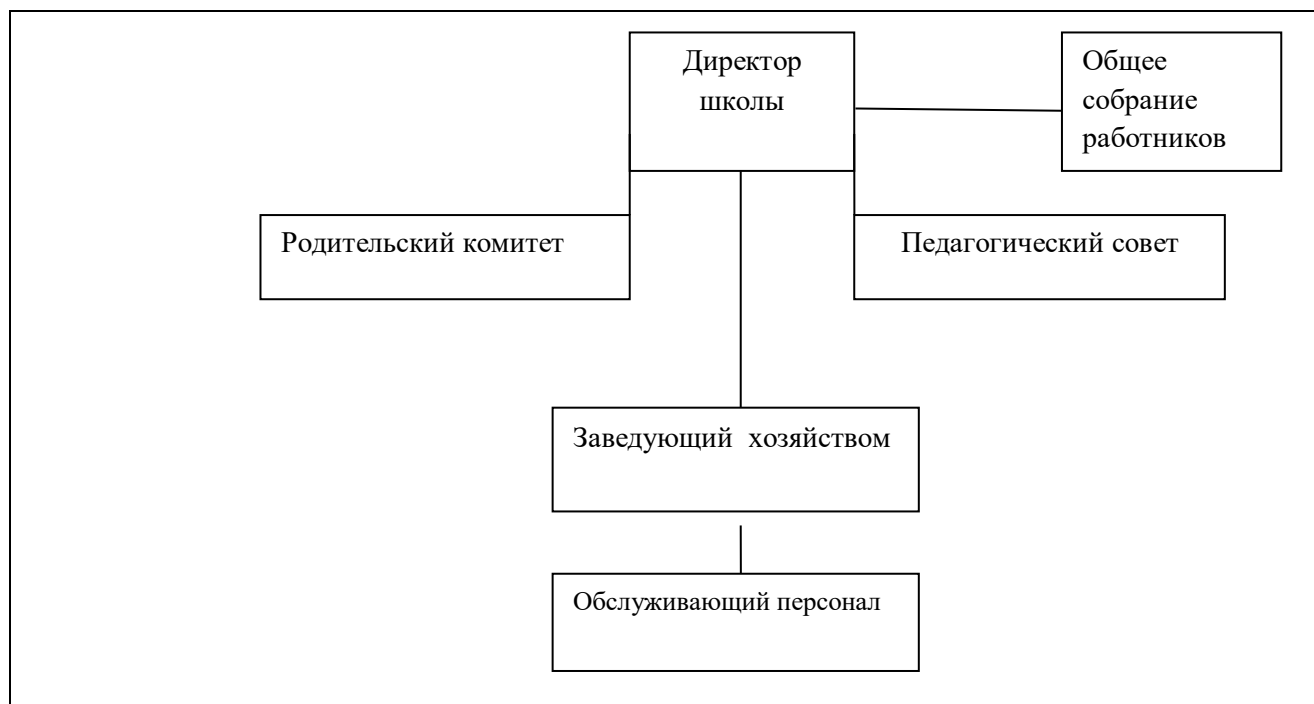 Директор
школы
Общее
собрание
работников
Родительский комитет
Педагогический совет
Заведующий  хозяйством
Обслуживающий персонал